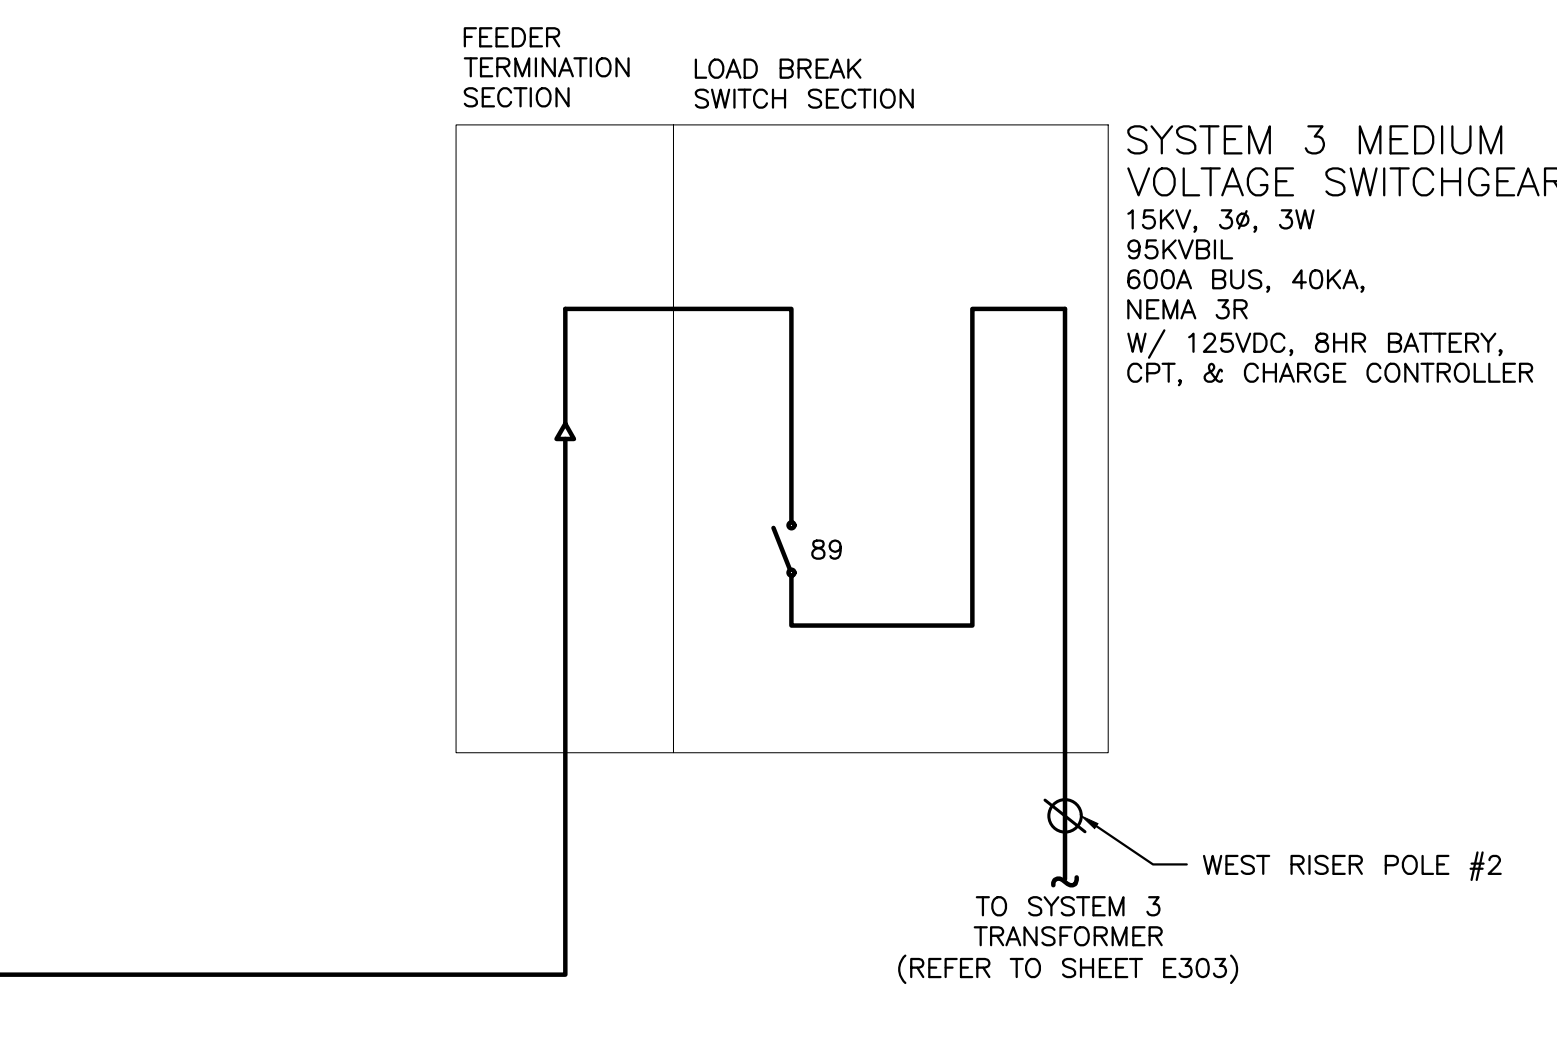 FEEDER
TERMINATION
SECTION
LOAD BREAK
SWITCH SECTION
SYSTEM 3 MEDIUM
VOLTAGE SWITCHGEAR
15KV, 3ø, 3W
95KVBIL
600A BUS, 40KA,
NEMA 3R
W/ 125VDC, 8HR BATTERY,
CPT, & CHARGE CONTROLLER
89
WEST RISER POLE #2
TO SYSTEM 3
TRANSFORMER
(REFER TO SHEET E303)